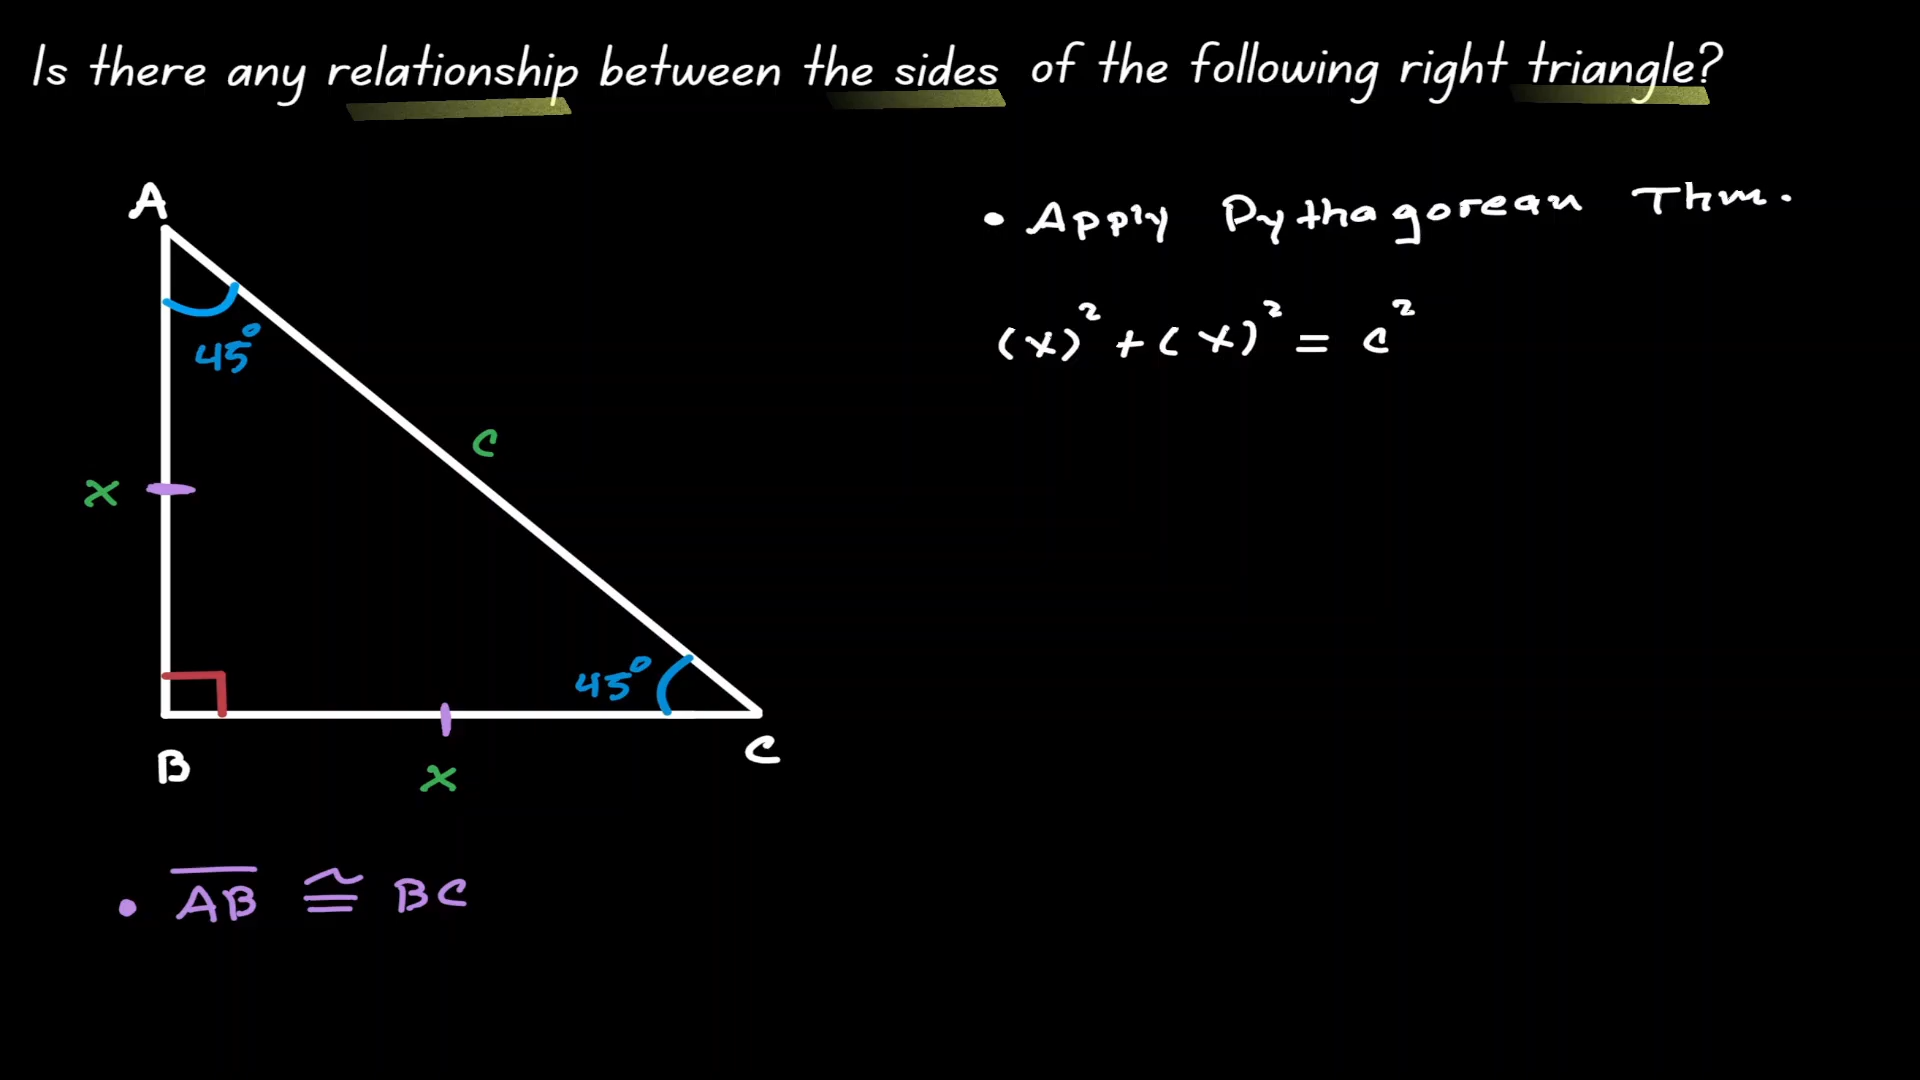 Is there any relationship between the sides of the following right triangle?
A
• Apply Pythagorean Thm.
(x)² + (x)² = c²
45°
c
x
45°
B
x
C
• A̅B̅ ≅ BC